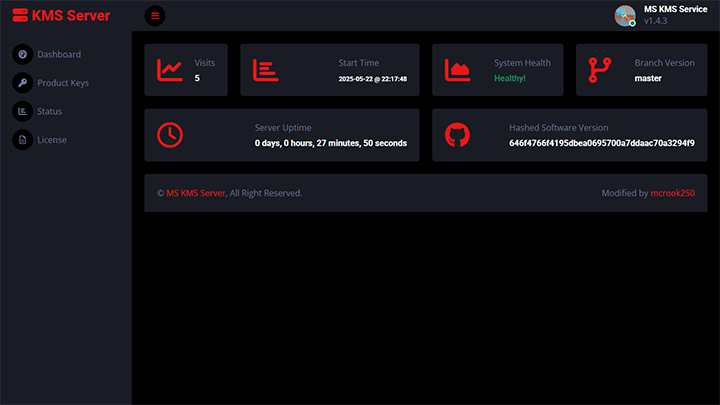 KMS Server
MS KMS Service
v1.4.3
Dashboard
Product Keys
Status
License
Visits
5
Start Time
2025-05-22 @ 22:17:48
System Health
Healthy!
Branch Version
master
Server Uptime
0 days, 0 hours, 27 minutes, 50 seconds
Hashed Software Version
646f4766f4195dbea0695700a7ddaac70a3294f9
© MS KMS Server, All Right Reserved.
Modified by mcrook250